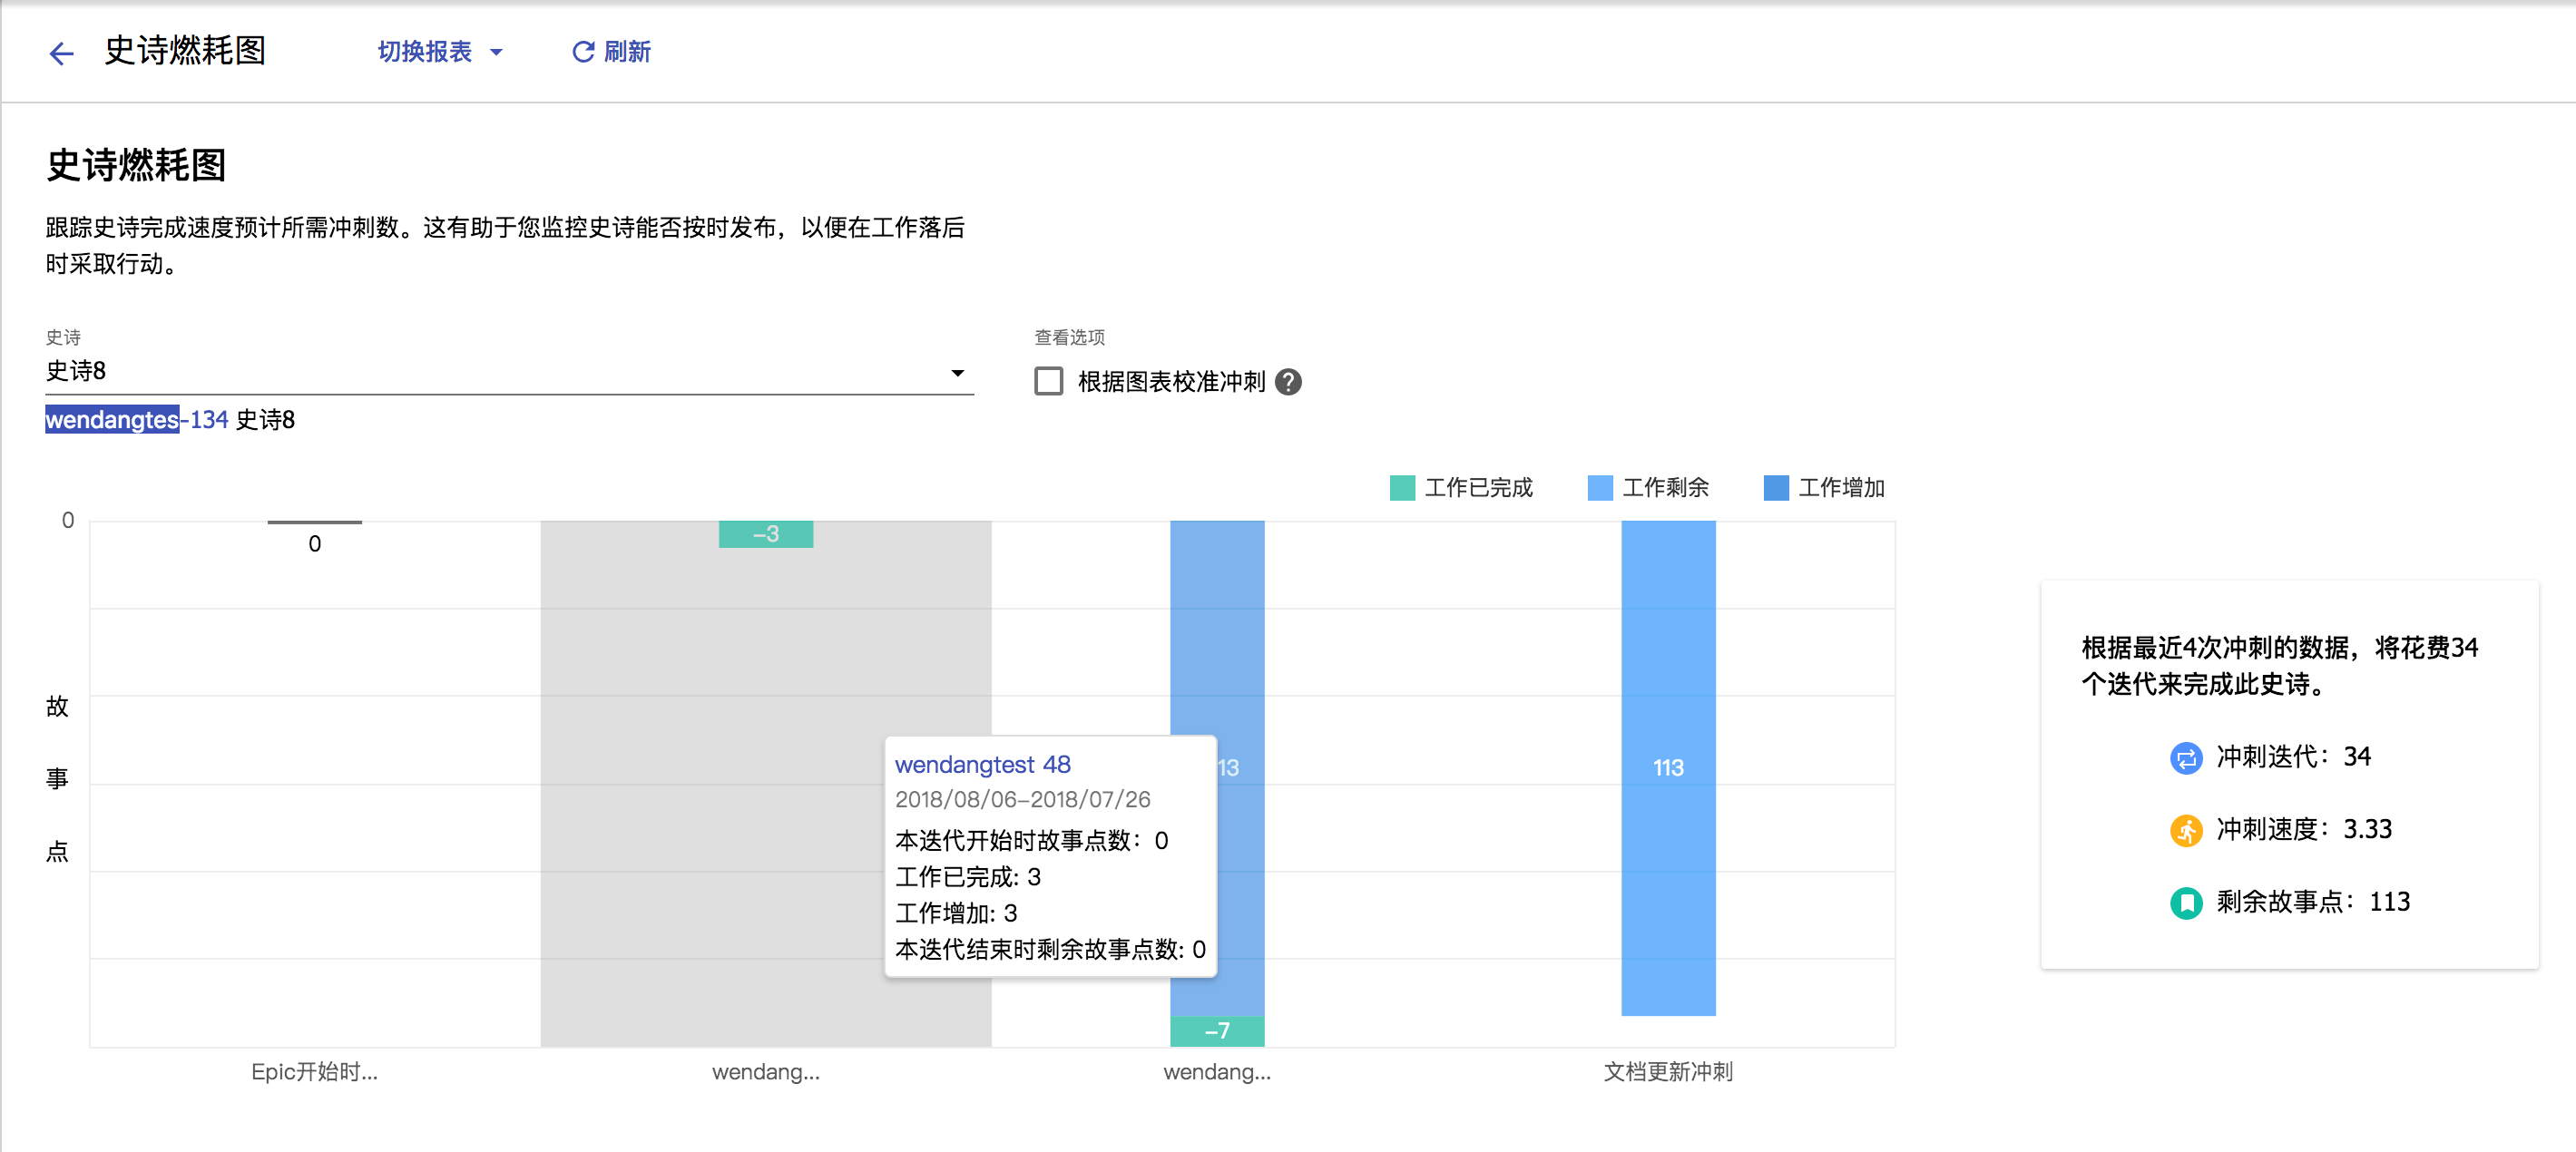 史诗燃耗图
切换报表
刷新
史诗燃耗图
跟踪史诗完成速度预计所需冲刺数。这有助于您监控史诗能否按时发布，以便在工作落后
时采取行动。
史诗
史诗8
wendangtes-134 史诗8
查看选项
根据图表校准冲刺
工作已完成
工作剩余
工作增加
0
0
-3
13
113
-7
故
事
点
wendangtest 48
2018/08/06-2018/07/26
本迭代开始时故事点数：0
工作已完成: 3
工作增加: 3
本迭代结束时剩余故事点数: 0
Epic开始时...
wendang...
wendang...
文档更新冲刺
根据最近4次冲刺的数据，将花费34
个迭代来完成此史诗。
冲刺迭代：34
冲刺速度：3.33
剩余故事点：113